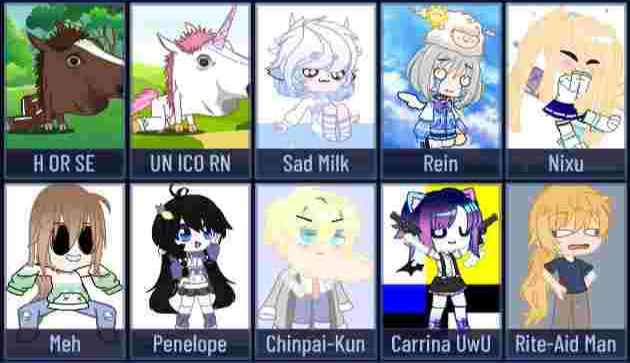 H OR SE
UN ICO RN
Sad Milk
Rein
Nixu
Meh
Penelope
Chinpai-Kun
Carrina UwU
Rite-Aid Man